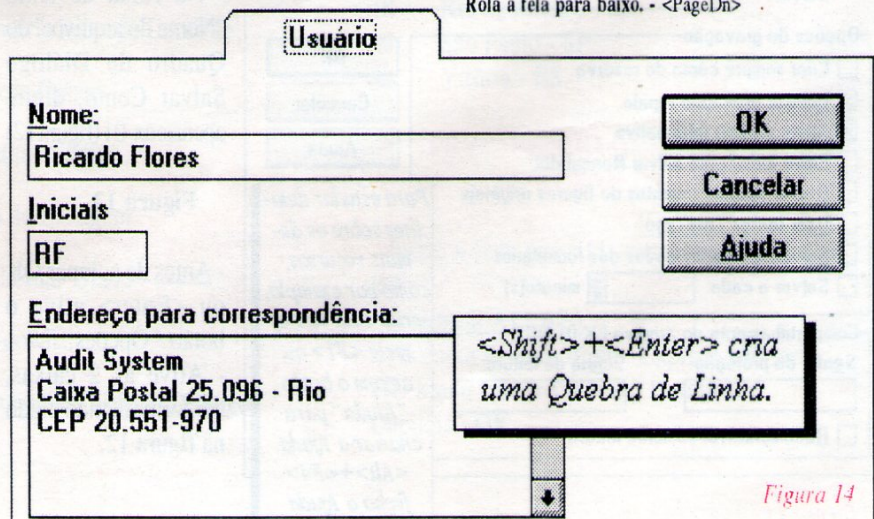 Rola a tela para baixo. - <PageDn>
Usuário
Nome:
Ricardo Flores
OK
Cancelar
Ajuda
Iniciais
RF
Endereço para correspondência:
Audit System
Caixa Postal 25.096 - Rio
CEP 20.551-970
<Shift>+<Enter> cria
uma Quebra de Linha.
Figura 14